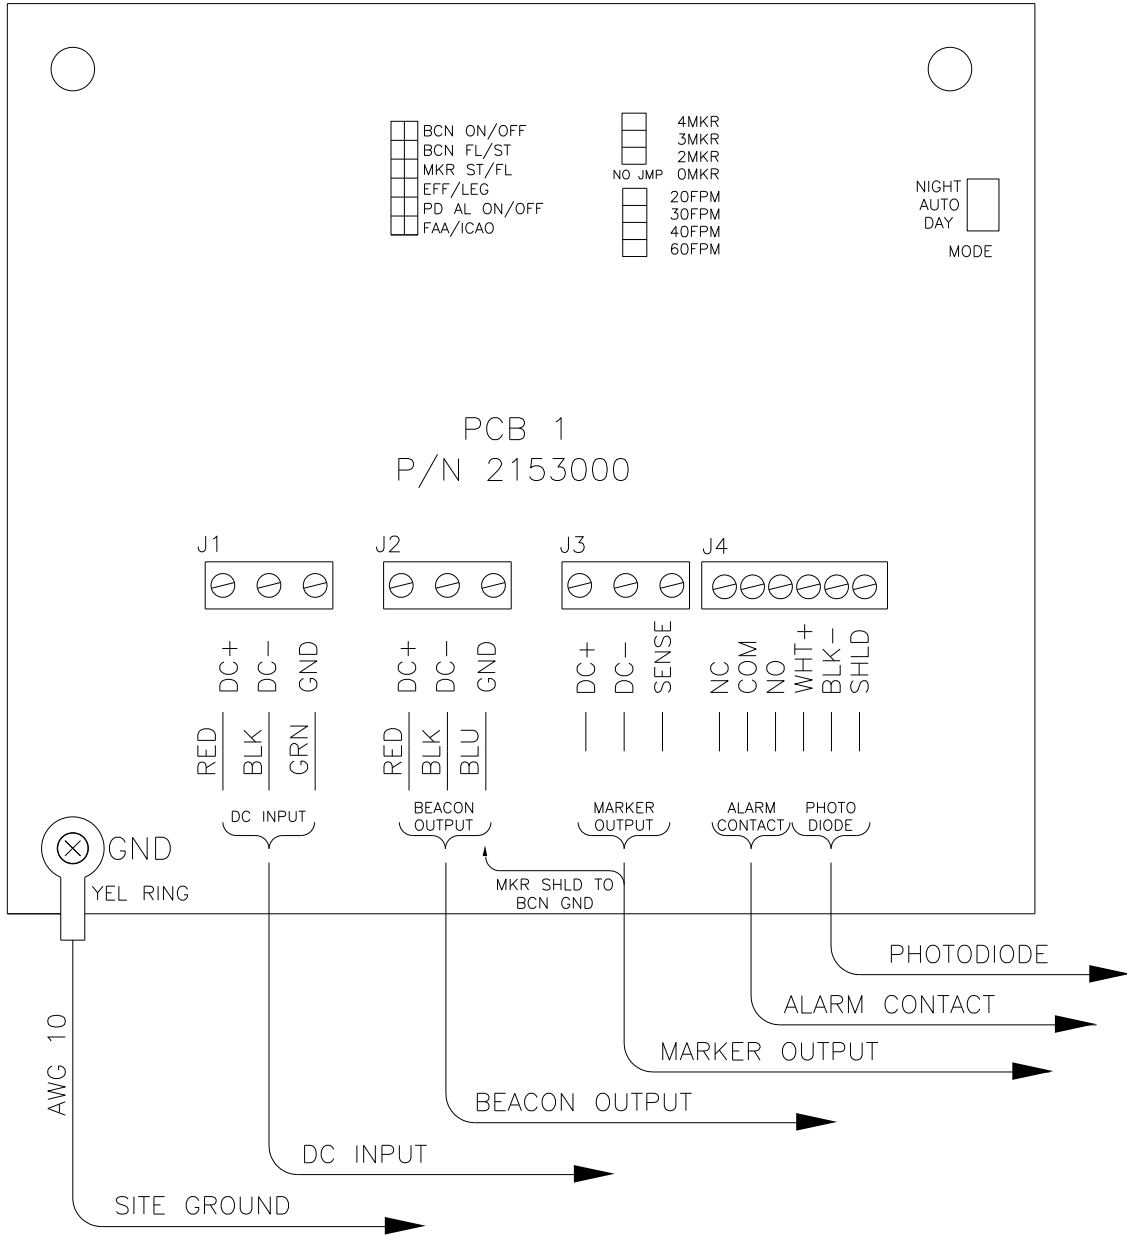 BCN ON/OFF
BCN FL/ST
MKR ST/FL
EFF/LEG
PD AL ON/OFF
FAA/ICAO
4MKR
3MKR
2MKR
NO JMP 0MKR
20FPM
30FPM
40FPM
60FPM
NIGHT
AUTO
DAY
MODE
PCB 1
P/N 2153000
J1
J2
J3
J4
DC+
DC-
GND
DC+
DC-
GND
DC+
DC-
SENSE
NC
COM
NO
WHT+
BLK-
SHLD
RED
BLK
GRN
RED
BLK
BLU
DC INPUT
BEACON
OUTPUT
MARKER
OUTPUT
ALARM
CONTACT
PHOTO
DIODE
GND
YEL RING
MKR SHLD TO
BCN GND
PHOTODIODE
ALARM CONTACT
MARKER OUTPUT
BEACON OUTPUT
DC INPUT
AWG 10
SITE GROUND